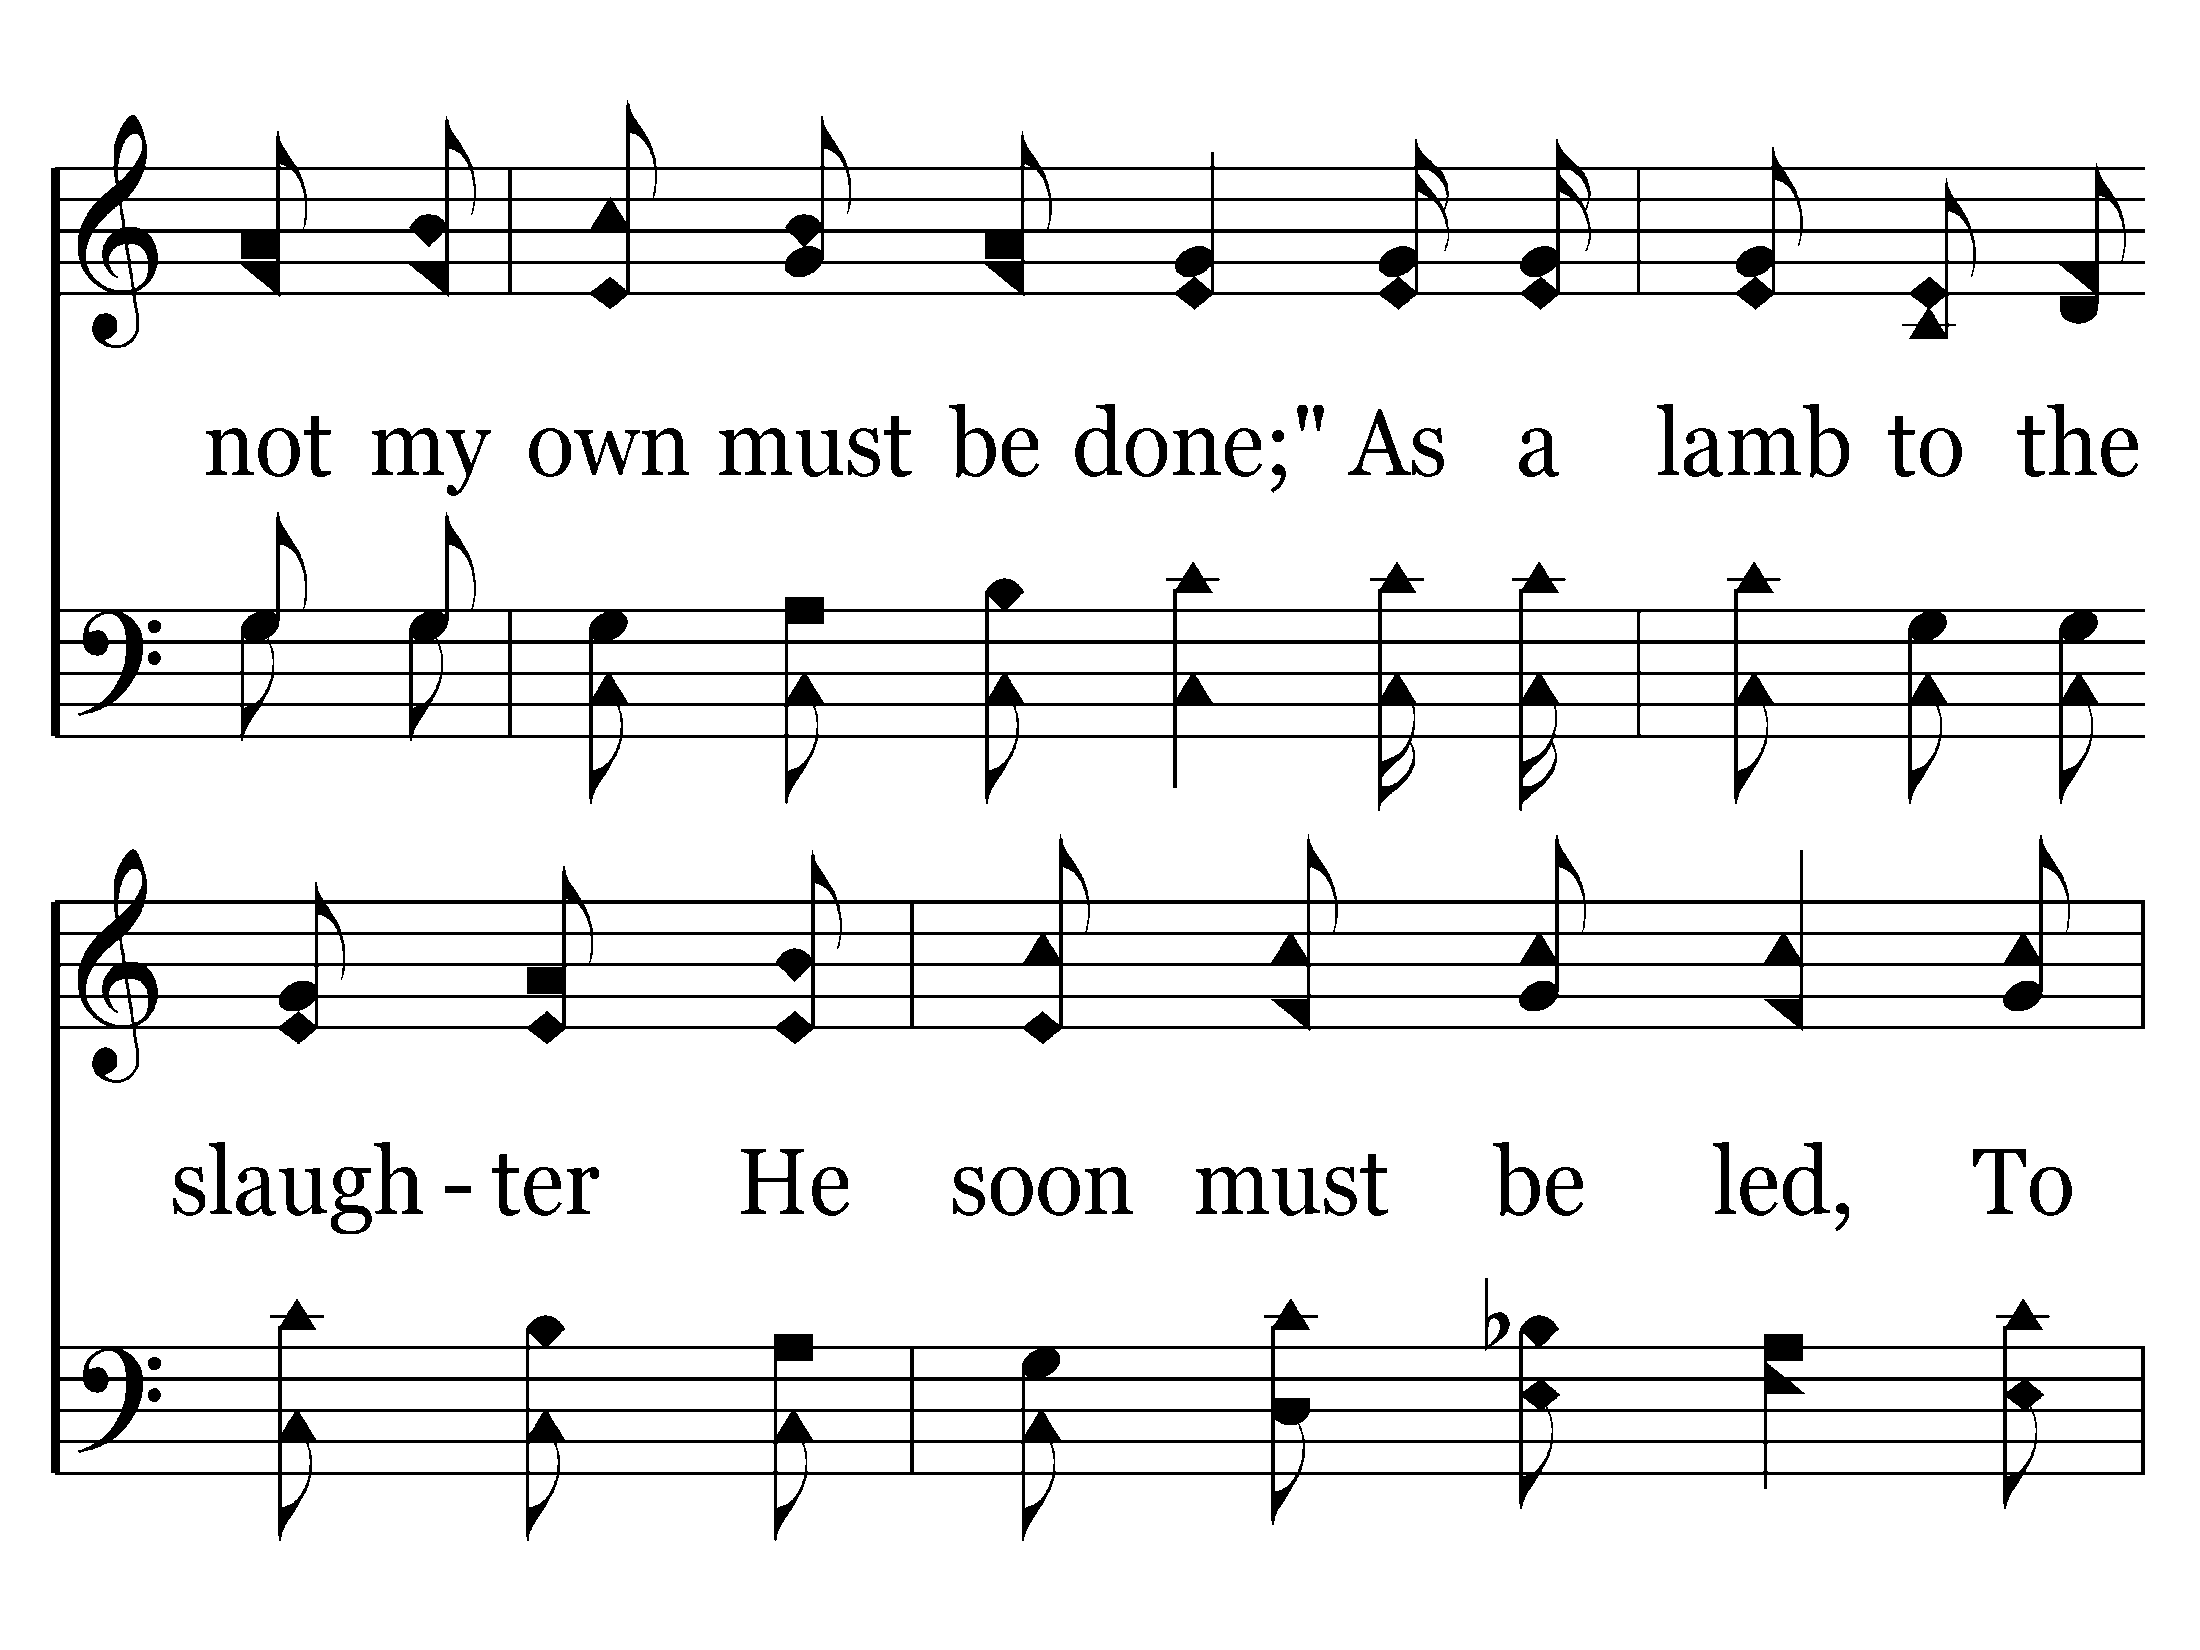 not my own must be done;" As a lamb to the
slaugh - ter He soon must be led, To